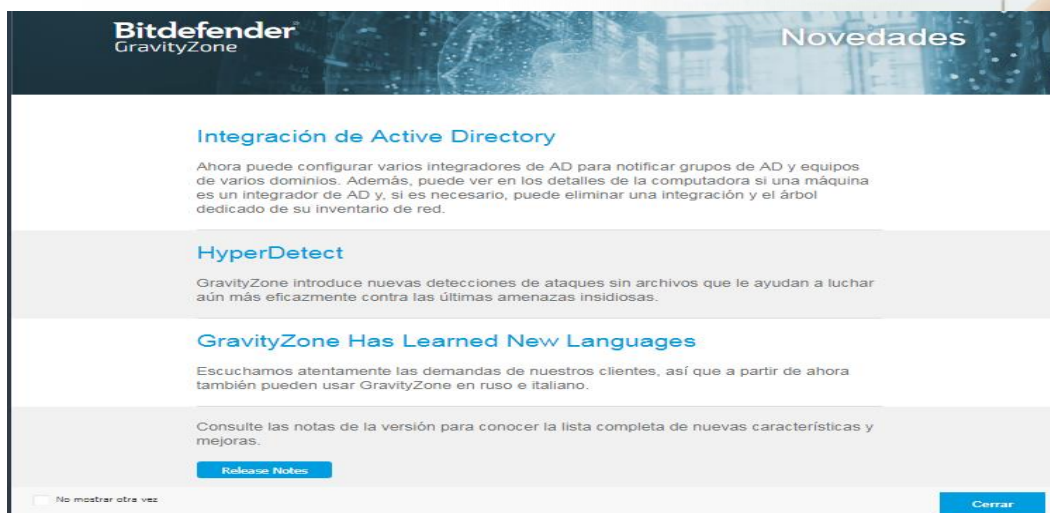 Bitdefender
GravityZone
Novedades
Integración de Active Directory
Ahora puede configurar varios integradores de AD para notificar grupos de AD y equipos
de varios dominios. Además, puede ver en los detalles de la computadora si una máquina
es un integrador de AD y, si es necesario, puede eliminar una integración y el árbol
dedicado de su inventario de red.
HyperDetect
GravityZone introduce nuevas detecciones de ataques sin archivos que le ayudan a luchar
aún más eficazmente contra las últimas amenazas insidiosas.
GravityZone Has Learned New Languages
Escuchamos atentamente las demandas de nuestros clientes, así que a partir de ahora
también pueden usar GravityZone en ruso e italiano.
Consulte las notas de la versión para conocer la lista completa de nuevas características y
mejoras.
Release Notes
No mostrar otra vez
Cerrar